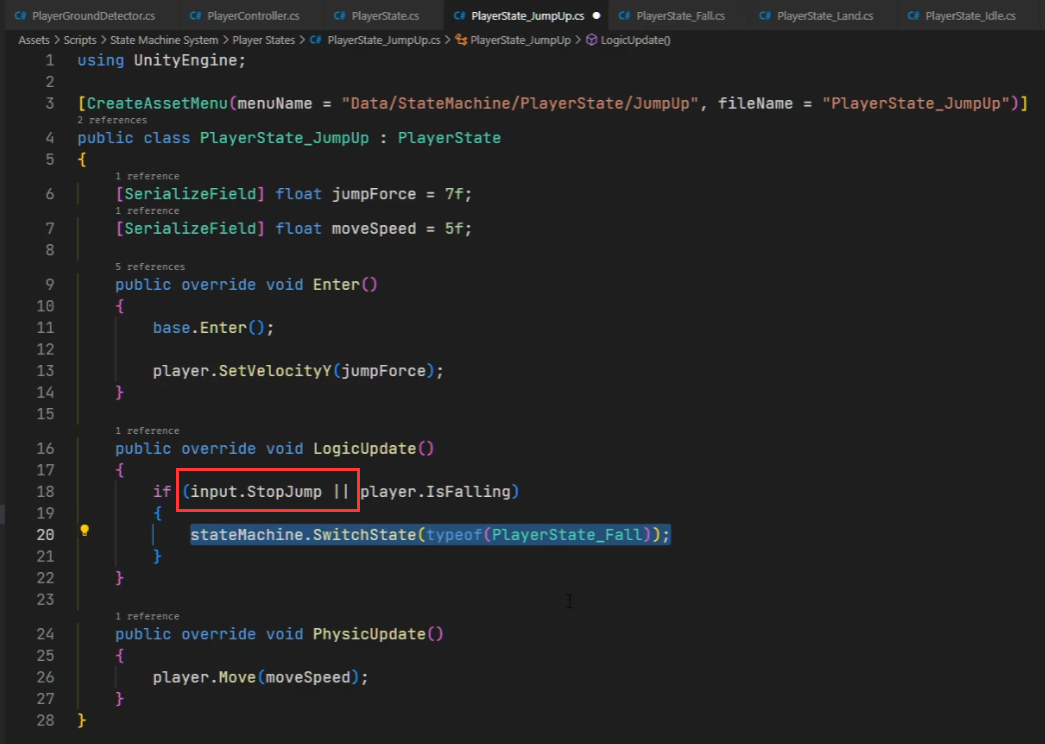 C# PlayerGroundDetector.cs C# PlayerController.cs C# PlayerState.cs C# PlayerState_JumpUp.cs ● C# PlayerState_Fall.cs C# PlayerState_Land.cs C# PlayerState_Idle.cs
Assets > Scripts > State Machine System > Player States > C# PlayerState_JumpUp.cs > PlayerState_JumpUp > LogicUpdate()
1 using UnityEngine;
2
3 [CreateAssetMenu(menuName = "Data/StateMachine/PlayerState/JumpUp", fileName = "PlayerState_JumpUp")]
2 references
4 public class PlayerState_JumpUp : PlayerState
5 {
1 reference
6 [SerializeField] float jumpForce = 7f;
1 reference
7 [SerializeField] float moveSpeed = 5f;
8
5 references
9 public override void Enter()
10 {
11 base.Enter();
12
13 player.SetVelocityY(jumpForce);
14 }
15
1 reference
16 public override void LogicUpdate()
17 {
18 if (input.StopJump || player.IsFalling)
19 {
20 stateMachine.SwitchState(typeof(PlayerState_Fall));
21 }
22 }
23
1 reference
24 public override void PhysicUpdate()
25 {
26 player.Move(moveSpeed);
27 }
28 }